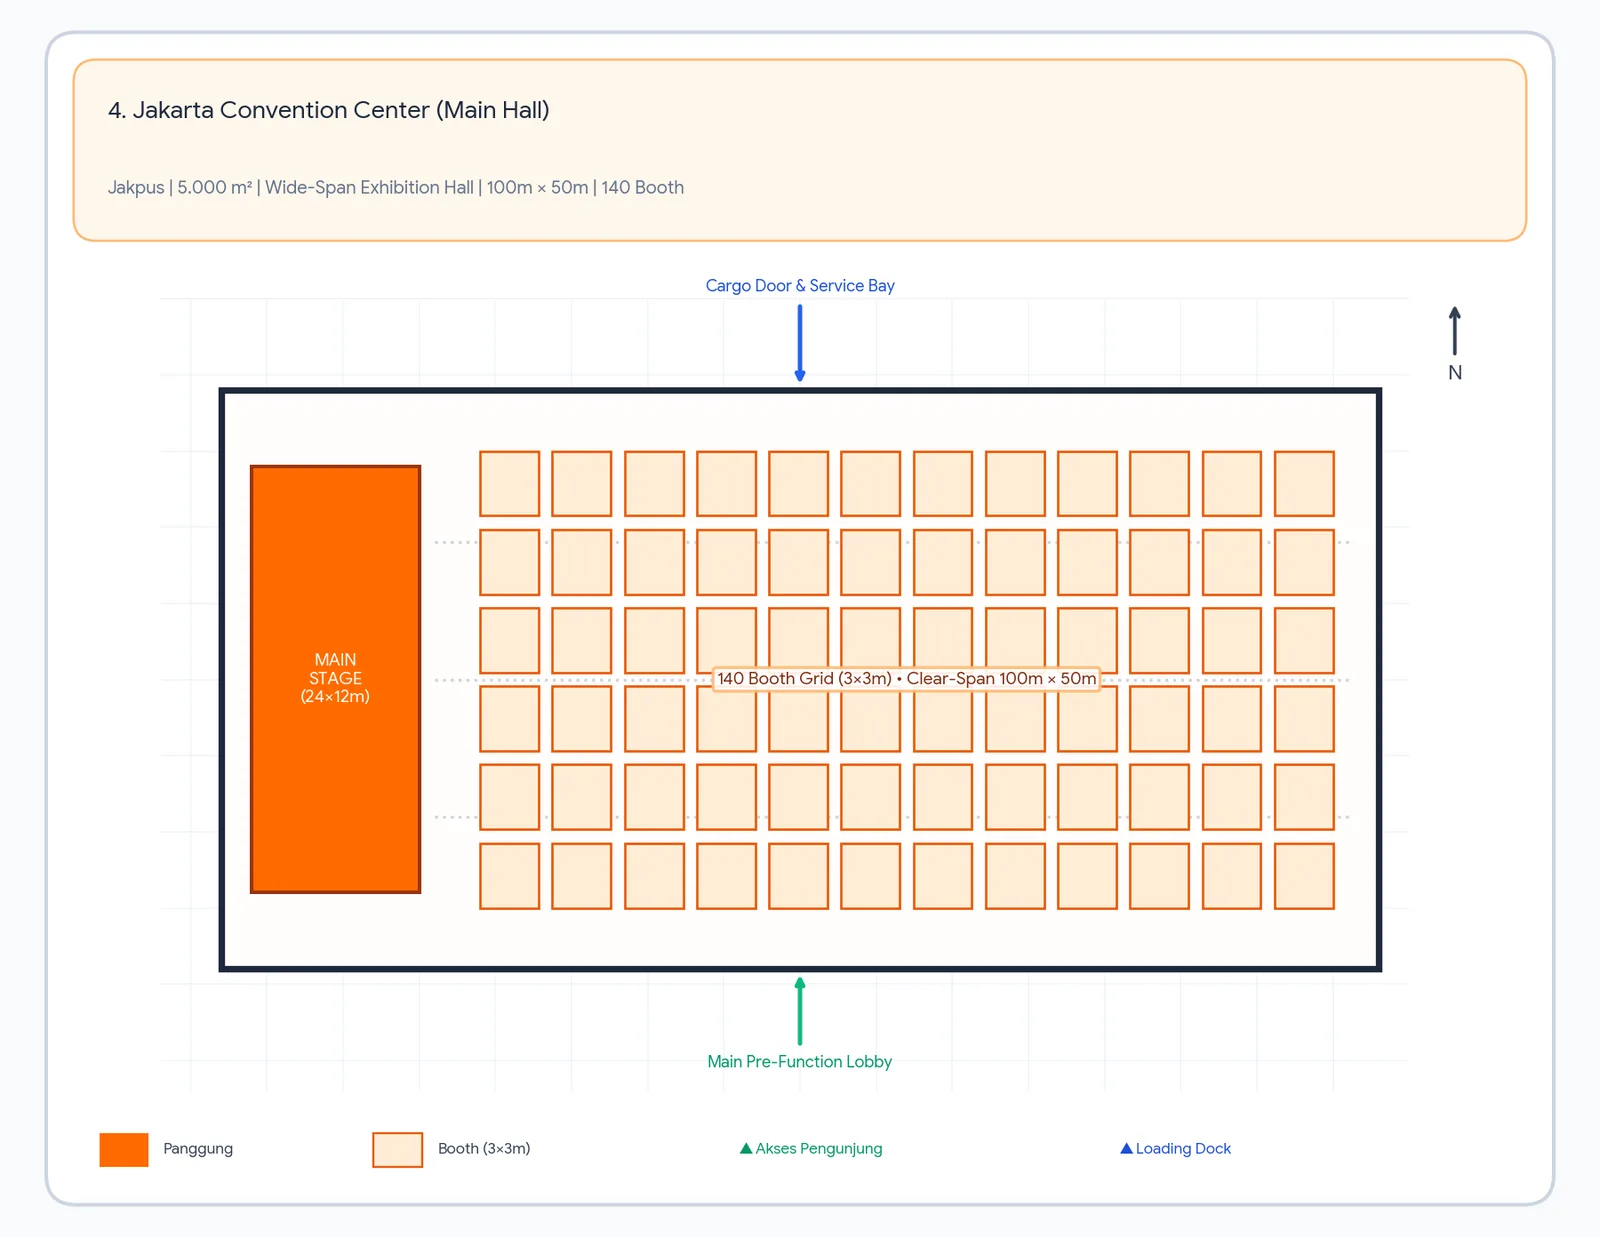 4. Jakarta Convention Center (Main Hall)
Jakpus | 5.000 m² | Wide-Span Exhibition Hall | 100m × 50m | 140 Booth
Cargo Door & Service Bay
N
MAIN
STAGE
(24×12m)
140 Booth Grid (3×3m) • Clear-Span 100m × 50m
Main Pre-Function Lobby
Panggung
Booth (3×3m)
▲ Akses Pengunjung
▲ Loading Dock